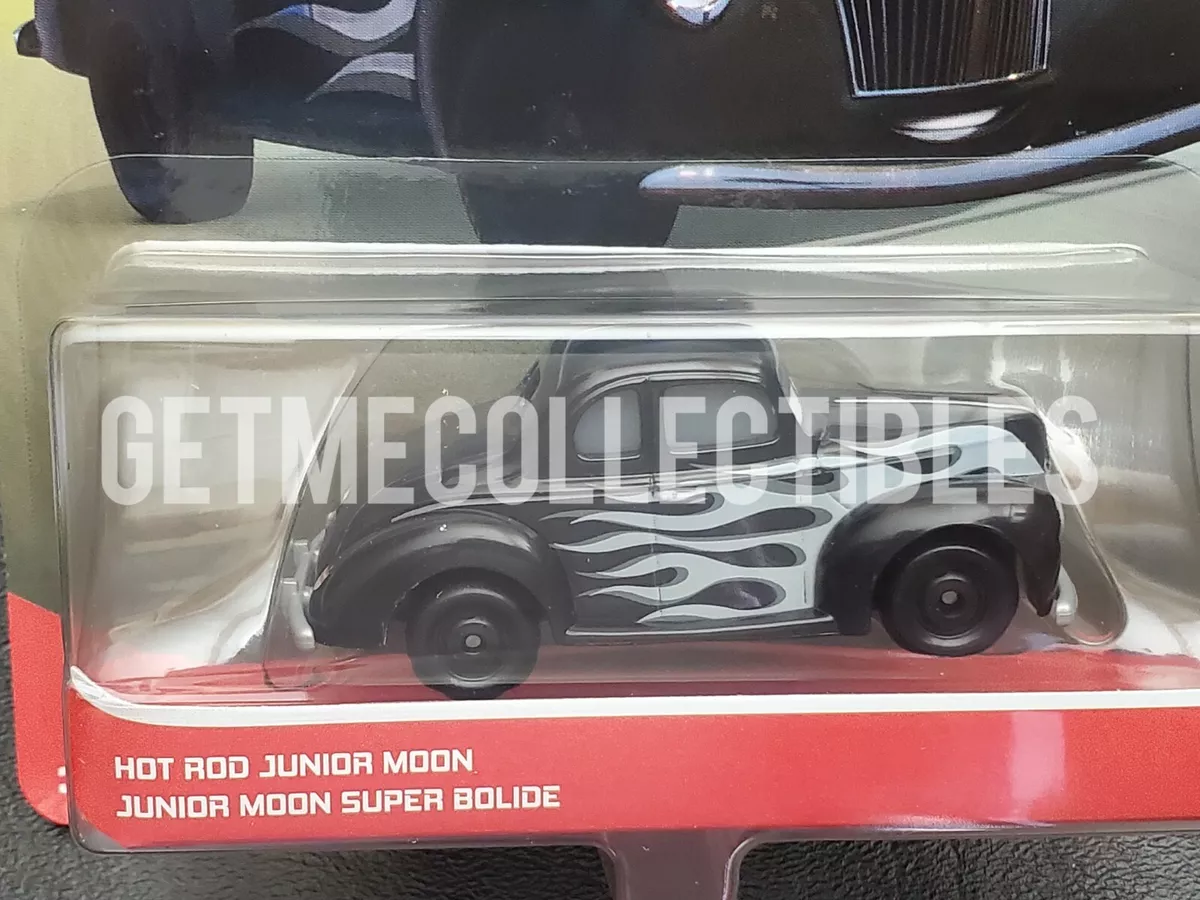 GETMECOLLECTIBLES
HOT ROD JUNIOR MOON
JUNIOR MOON SUPER BOLIDE